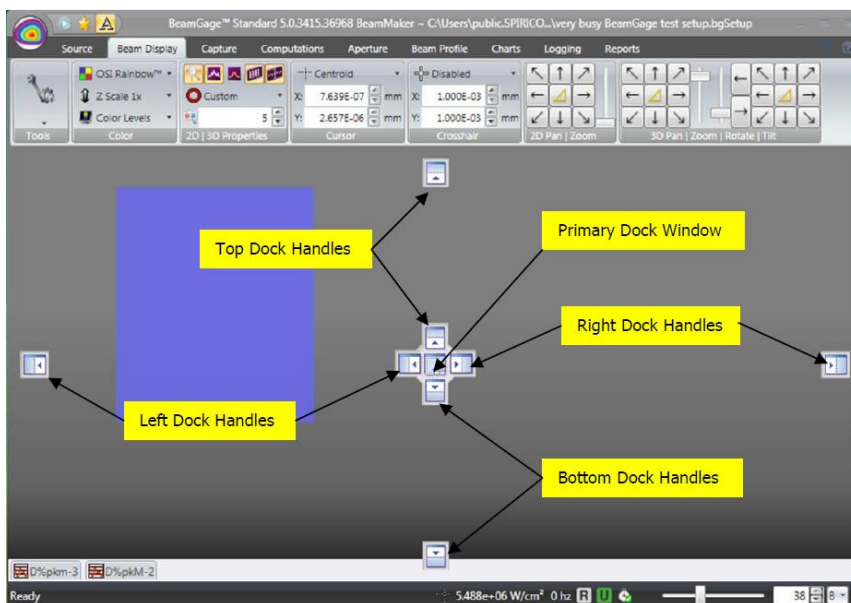 BeamGage™ Standard 5.0.3415.36968 BeamMaker – C:\Users\public.SPIRICO...\very busy BeamGage test setup.bgSetup
Source Beam Display Capture Computations Aperture Beam Profile Charts Logging Reports
OSI Rainbow™ Centroid Disabled
Z Scale 1x Custom X: 7.639E-07 mm X: 1.000E-03 mm
Color Levels 5 Y: 2.657E-06 mm Y: 1.000E-03 mm
Tools Color 2D | 3D Properties Cursor Crosshair 2D Pan | Zoom 3D Pan | Zoom | Rotate | Tilt
Top Dock Handles
Primary Dock Window
Right Dock Handles
Left Dock Handles
Bottom Dock Handles
D%pkm-3 D%pkM-2
Ready 5.488e+06 W/cm² 0 hz R U 38 8